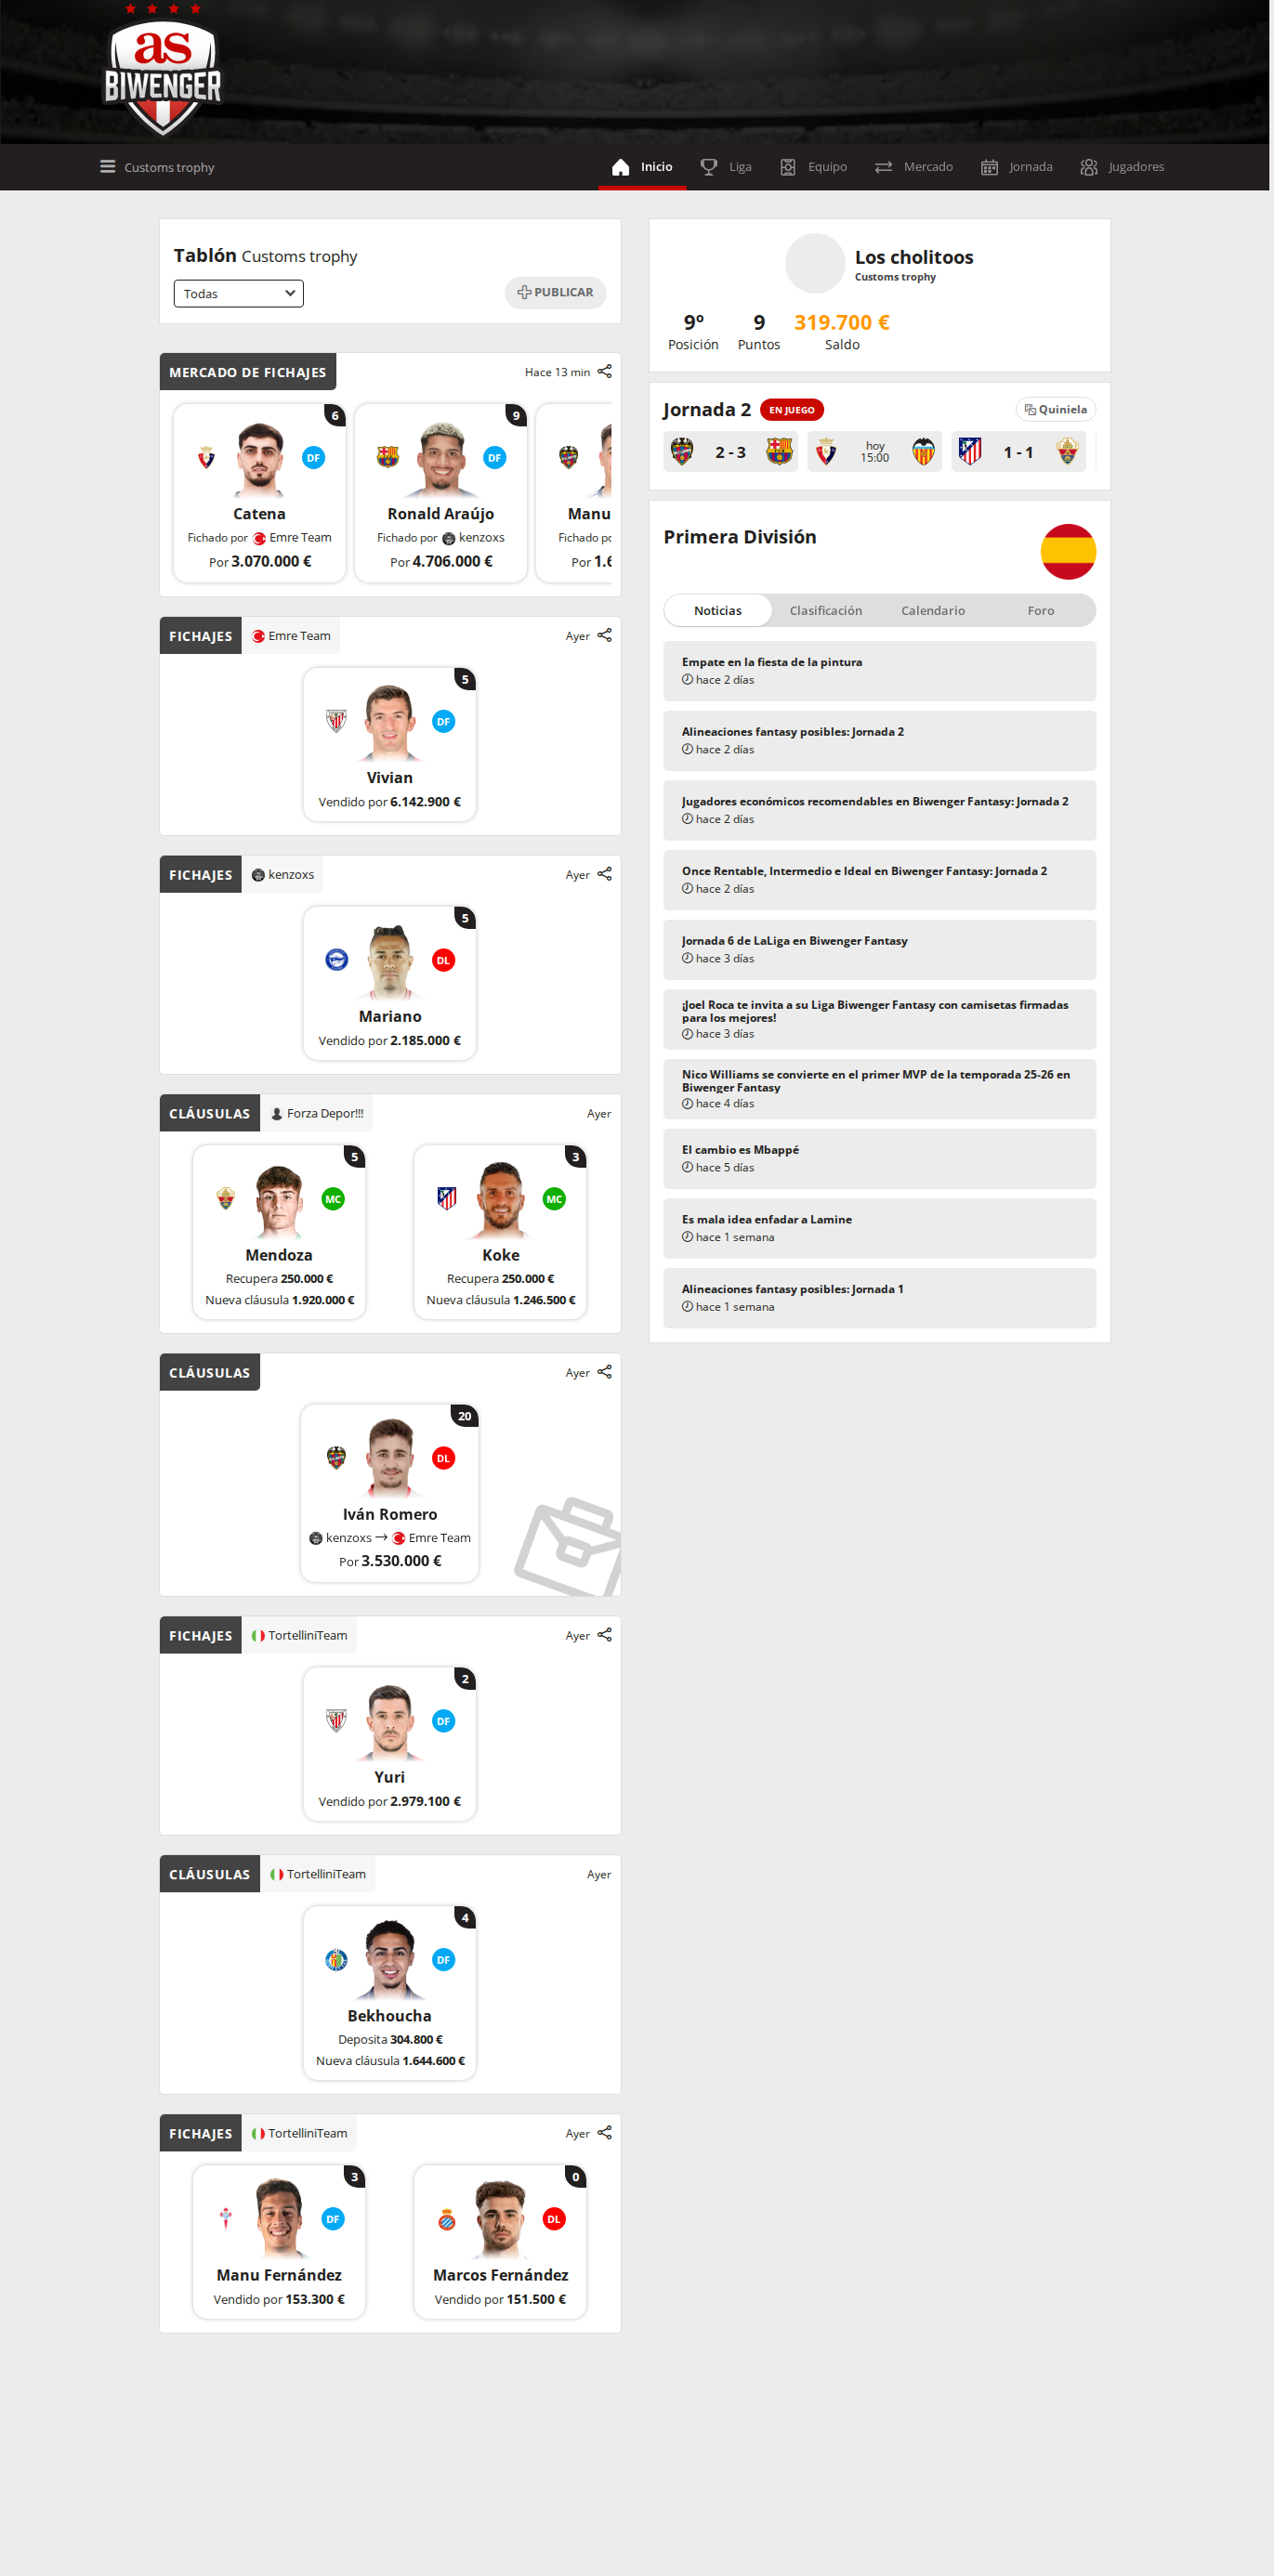 as
BIWENGER
Customs trophy
Inicio
Liga
Equipo
Mercado
Jornada
Jugadores
Tablón Customs trophy
Todas
PUBLICAR
MERCADO DE FICHAJES
Hace 13 min
6
DF
Catena
Fichado por Emre Team
Por 3.070.000 €
9
DF
Ronald Araújo
Fichado por kenzoxs
Por 4.706.000 €
Manu
Fichado
Por 1.6
FICHAJES
Emre Team
Ayer
5
DF
Vivian
Vendido por 6.142.900 €
FICHAJES
kenzoxs
Ayer
5
DL
Mariano
Vendido por 2.185.000 €
CLÁUSULAS
Forza Depor!!!
Ayer
5
MC
Mendoza
Recupera 250.000 €
Nueva cláusula 1.920.000 €
3
MC
Koke
Recupera 250.000 €
Nueva cláusula 1.246.500 €
CLÁUSULAS
Ayer
20
DL
Iván Romero
kenzoxs → Emre Team
Por 3.530.000 €
FICHAJES
TortelliniTeam
Ayer
2
DF
Yuri
Vendido por 2.979.100 €
CLÁUSULAS
TortelliniTeam
Ayer
4
DF
Bekhoucha
Deposita 304.800 €
Nueva cláusula 1.644.600 €
FICHAJES
TortelliniTeam
Ayer
3
DF
Manu Fernández
Vendido por 153.300 €
0
DL
Marcos Fernández
Vendido por 151.500 €
Los cholitoos
Customs trophy
9º
Posición
9
Puntos
319.700 €
Saldo
Jornada 2
EN JUEGO
Quiniela
2 - 3
hoy
15:00
1 - 1
Primera División
Noticias
Clasificación
Calendario
Foro
Empate en la fiesta de la pintura
hace 2 días
Alineaciones fantasy posibles: Jornada 2
hace 2 días
Jugadores económicos recomendables en Biwenger Fantasy: Jornada 2
hace 2 días
Once Rentable, Intermedio e Ideal en Biwenger Fantasy: Jornada 2
hace 2 días
Jornada 6 de LaLiga en Biwenger Fantasy
hace 3 días
¡Joel Roca te invita a su Liga Biwenger Fantasy con camisetas firmadas
para los mejores!
hace 3 días
Nico Williams se convierte en el primer MVP de la temporada 25-26 en
Biwenger Fantasy
hace 4 días
El cambio es Mbappé
hace 5 días
Es mala idea enfadar a Lamine
hace 1 semana
Alineaciones fantasy posibles: Jornada 1
hace 1 semana